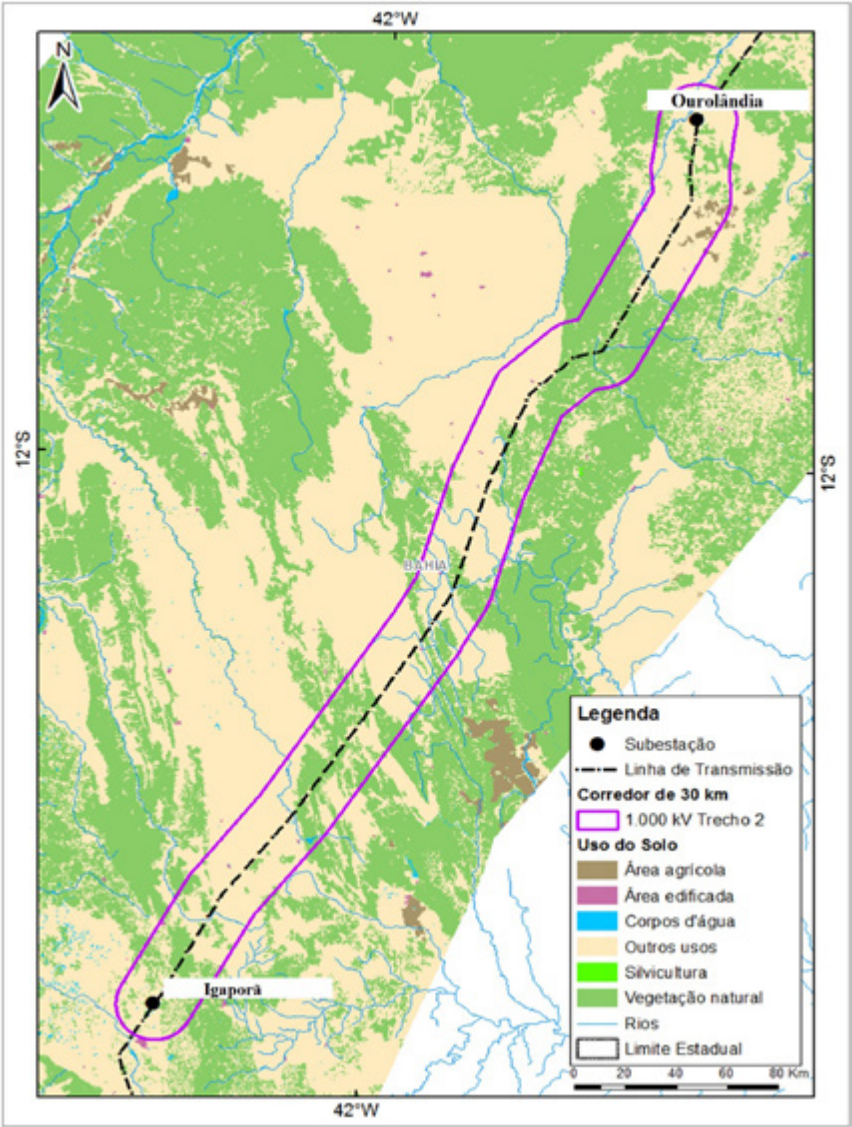 42°W
N
Ourolândia
12°S
12°S
BAHIA
Igaporã
42°W
Legenda
Subestação
Linha de Transmissão
Corredor de 30 km
1.000 kV Trecho 2
Uso do Solo
Área agrícola
Área edificada
Corpos d'água
Outros usos
Silvicultura
Vegetação natural
Rios
Limite Estadual
0 20 40 60 80 Km